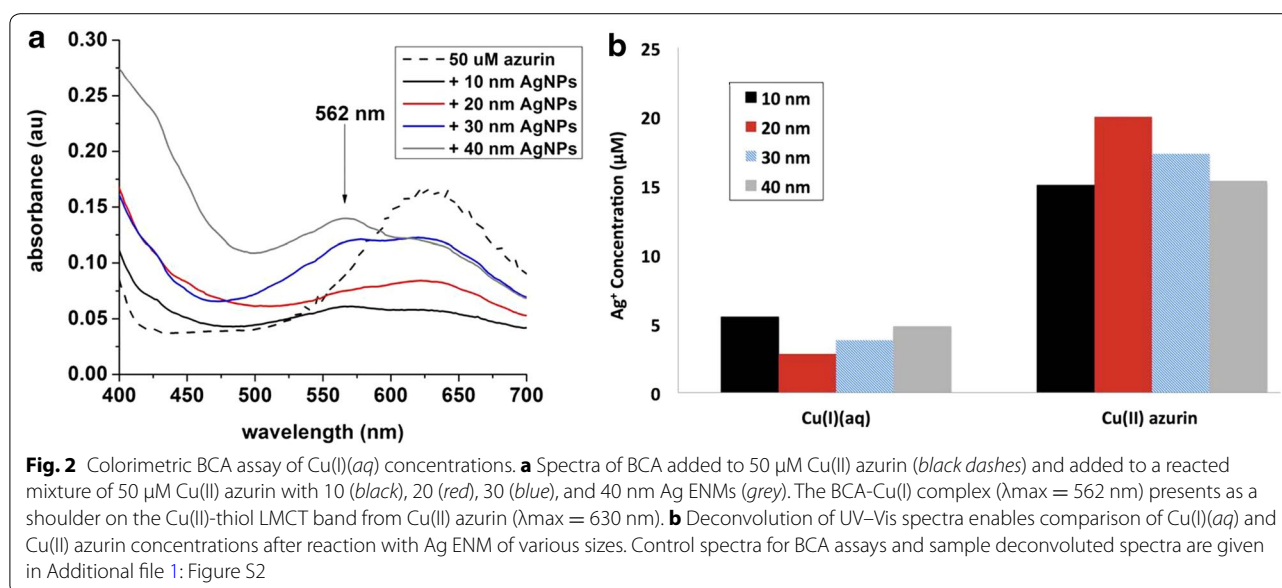 a
0.30
0.25
0.20
0.15
0.10
0.05
0.00
absorbance (au)
400 450 500 550 600 650 700
wavelength (nm)
562 nm
50 uM azurin
+ 10 nm AgNPs
+ 20 nm AgNPs
+ 30 nm AgNPs
+ 40 nm AgNPs
b
25
20
15
10
5
0
Ag⁺ Concentration (µM)
10 nm
20 nm
30 nm
40 nm
Cu(I)(aq) Cu(II) azurin
Fig. 2 Colorimetric BCA assay of Cu(I)(aq) concentrations. a Spectra of BCA added to 50 µM Cu(II) azurin (black dashes) and added to a reacted
mixture of 50 µM Cu(II) azurin with 10 (black), 20 (red), 30 (blue), and 40 nm Ag ENMs (grey). The BCA-Cu(I) complex (λmax = 562 nm) presents as a
shoulder on the Cu(II)-thiol LMCT band from Cu(II) azurin (λmax = 630 nm). b Deconvolution of UV–Vis spectra enables comparison of Cu(I)(aq) and
Cu(II) azurin concentrations after reaction with Ag ENM of various sizes. Control spectra for BCA assays and sample deconvoluted spectra are given
in Additional file 1: Figure S2